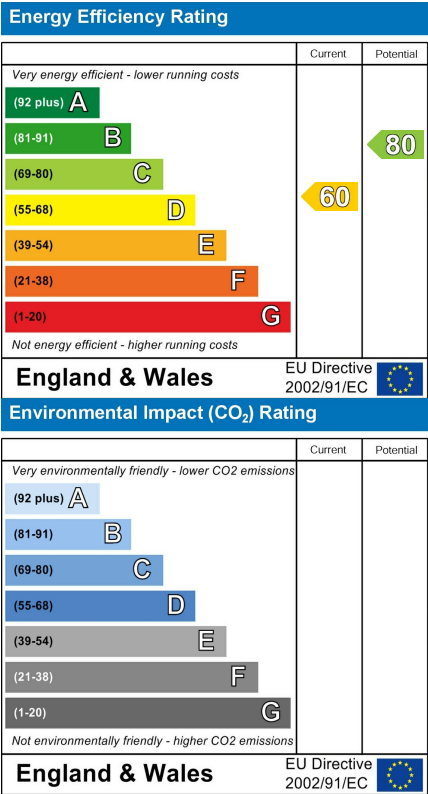 Energy Efficiency Rating
Current Potential
Very energy efficient - lower running costs
(92 plus) A
(81-91) B
80
(69-80) C
60
(55-68) D
(39-54) E
(21-38) F
(1-20) G
Not energy efficient - higher running costs
England & Wales
EU Directive
2002/91/EC
Environmental Impact (CO₂) Rating
Current Potential
Very environmentally friendly - lower CO2 emissions
(92 plus) A
(81-91) B
(69-80) C
(55-68) D
(39-54) E
(21-38) F
(1-20) G
Not environmentally friendly - higher CO2 emissions
England & Wales
EU Directive
2002/91/EC